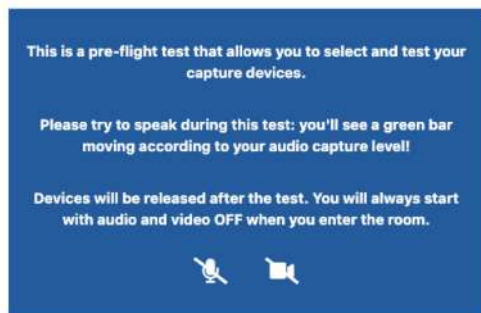 This is a pre-flight test that allows you to select and test your
capture devices.
Please try to speak during this test: you'll see a green bar
moving according to your audio capture level!
Devices will be released after the test. You will always start
with audio and video OFF when you enter the room.